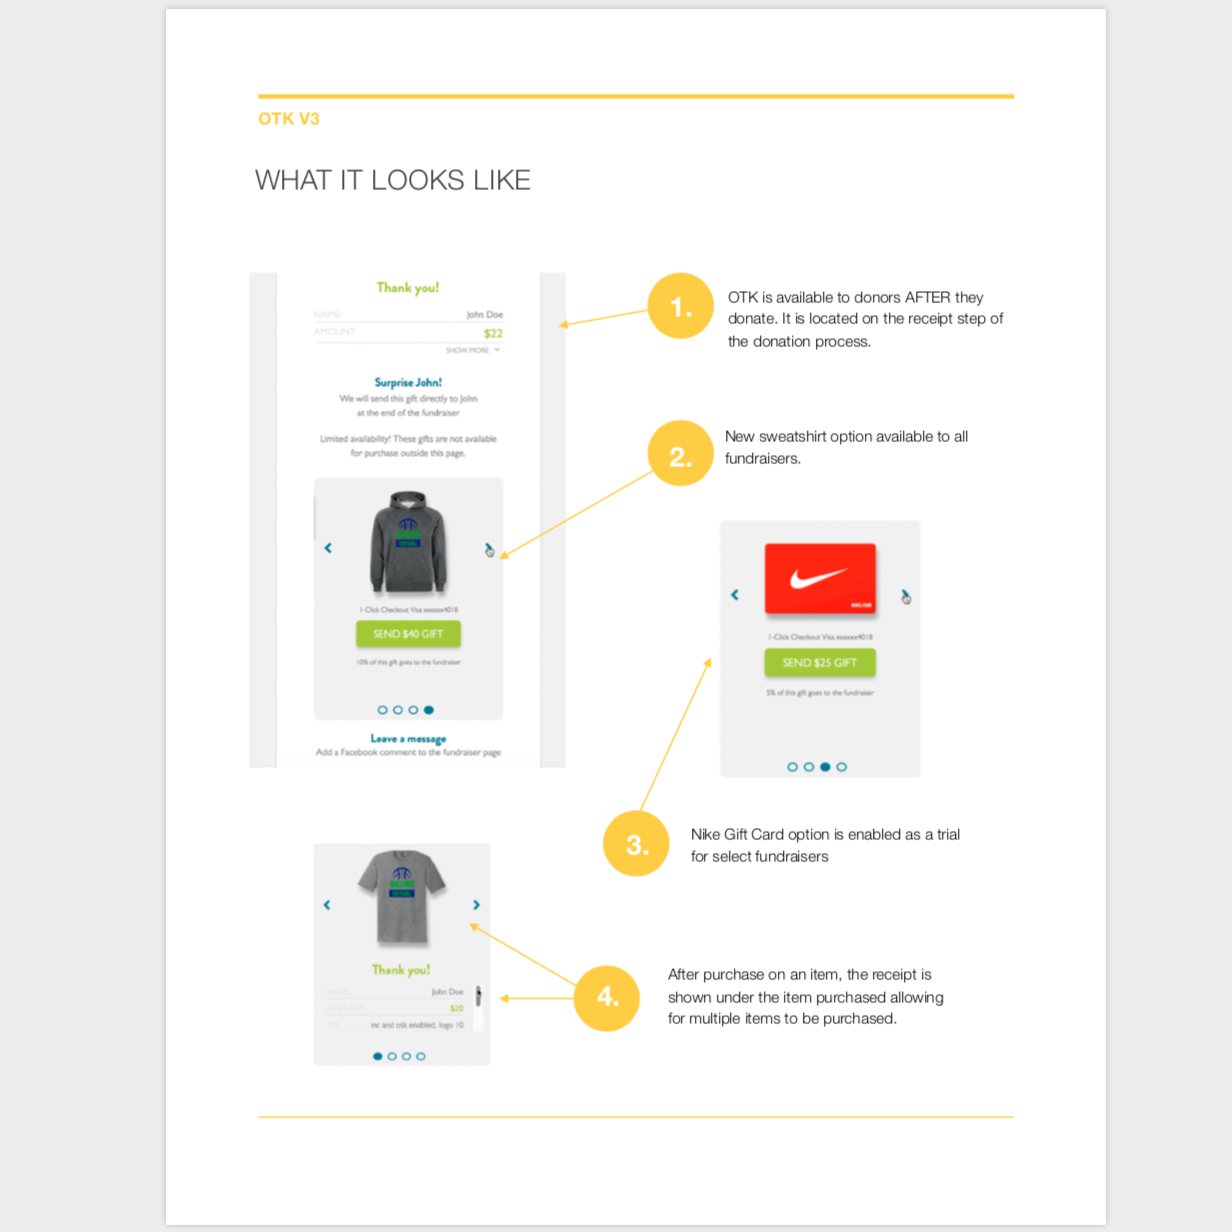 OTK V3
WHAT IT LOOKS LIKE
Thank you!
NAME: John Doe
AMOUNT: $22
SHOW MORE
Surprise John!
We will send this gift directly to John
at the end of the fundraiser
Limited availability! These gifts are not available
for purchase outside this page.
1-Click Checkout Visa xxxxxx4018
SEND $40 GIFT
10% of this gift goes to the fundraiser
Leave a message
Add a Facebook comment to the fundraiser page
1.
OTK is available to donors AFTER they
donate. It is located on the receipt step of
the donation process.
2.
New sweatshirt option available to all
fundraisers.
1-Click Checkout Visa xxxxxx4018
SEND $25 GIFT
5% of this gift goes to the fundraiser
3.
Nike Gift Card option is enabled as a trial
for select fundraisers
Thank you!
NAME: John Doe
AMOUNT: $20
TO: inc and otk enabled, logo 10
4.
After purchase on an item, the receipt is
shown under the item purchased allowing
for multiple items to be purchased.